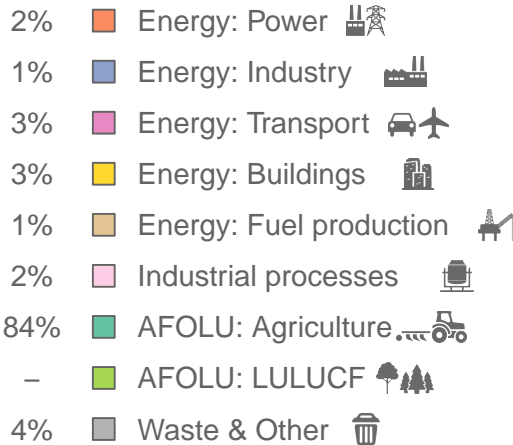 2% Energy: Power
1% Energy: Industry
3% Energy: Transport
3% Energy: Buildings
1% Energy: Fuel production
2% Industrial processes
84% AFOLU: Agriculture
– AFOLU: LULUCF
4% Waste & Other